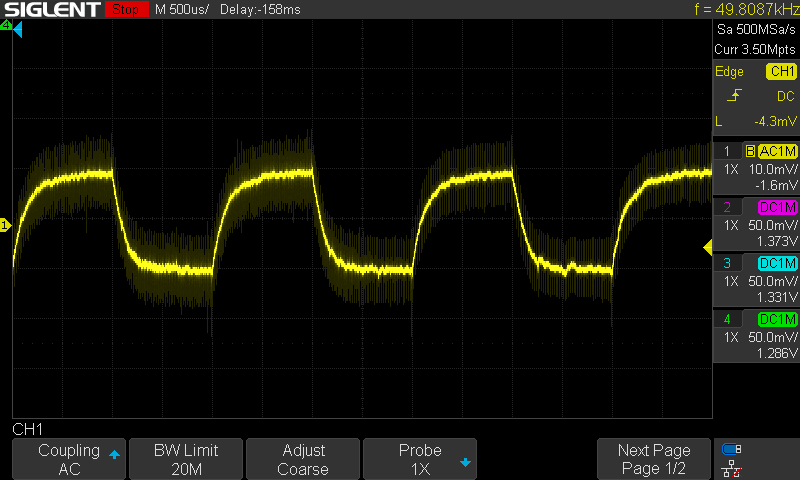 SIGLENT Stop M 500us/ Delay:-158ms f = 49.8087kHz
Sa 500MSa/s
Curr 3.50Mpts
Edge CH1
DC
L -4.3mV
1 B AC1M
1X 10.0mV/
-1.6mV
2 DC1M
1X 50.0mV/
1.373V
3 DC1M
1X 50.0mV/
1.331V
4 DC1M
1X 50.0mV/
1.286V
4
1
CH1
Coupling
AC
BW Limit
20M
Adjust
Coarse
Probe
1X
Next Page
Page 1/2